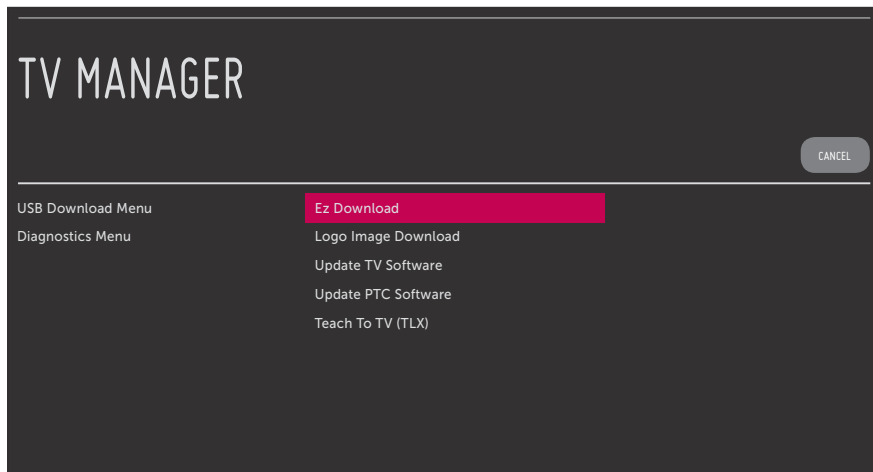 TV MANAGER
CANCEL
USB Download Menu
Diagnostics Menu
Ez Download
Logo Image Download
Update TV Software
Update PTC Software
Teach To TV (TLX)